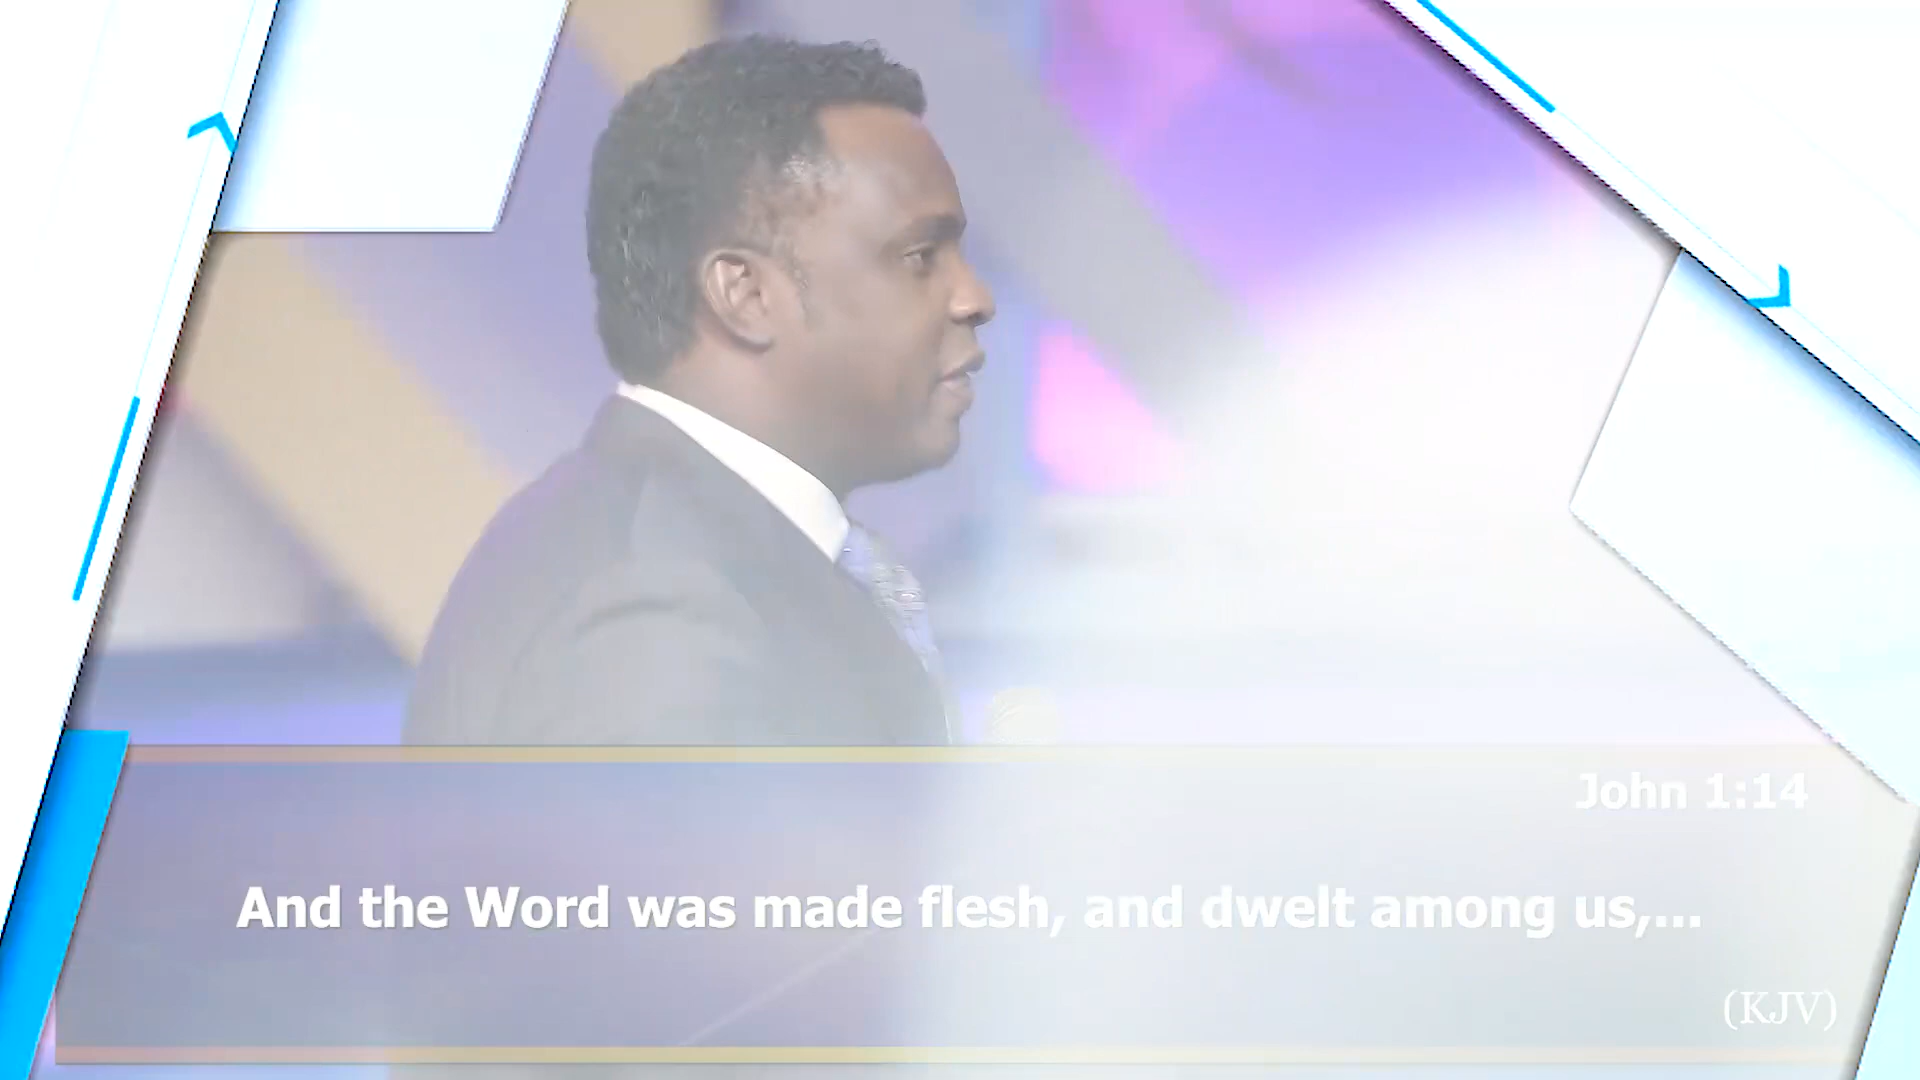 John 1:14
And the Word was made flesh, and dwelt among us,...
(KJV)